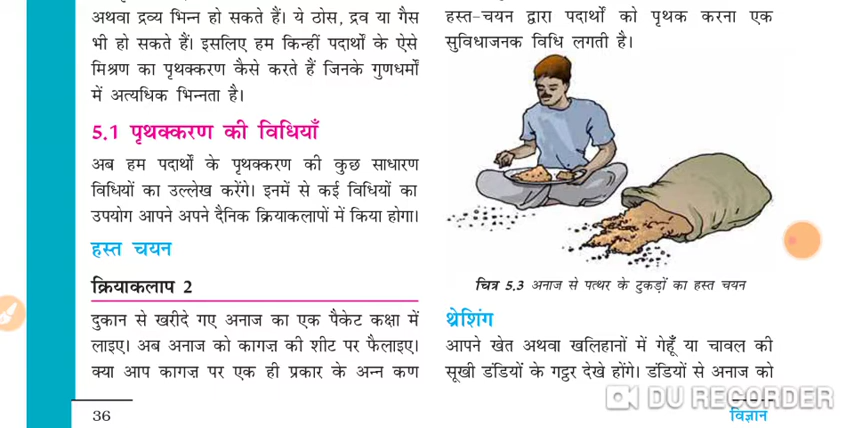 अथवा द्रव्य भिन्न हो सकते हैं। ये ठोस, द्रव या गैस
भी हो सकते हैं। इसलिए हम किन्हीं पदार्थों के ऐसे
मिश्रण का पृथक्करण कैसे करते हैं जिनके गुणधर्मों
में अत्यधिक भिन्नता है।
5.1 पृथक्करण की विधियाँ
अब हम पदार्थों के पृथक्करण की कुछ साधारण
विधियों का उल्लेख करेंगे। इनमें से कई विधियों का
उपयोग आपने अपने दैनिक क्रियाकलापों में किया होगा।
हस्त चयन
क्रियाकलाप 2
दुकान से खरीदे गए अनाज का एक पैकेट कक्षा में
लाइए। अब अनाज को कागज़ की शीट पर फैलाइए।
क्या आप कागज़ पर एक ही प्रकार के अन्न कण
36
हस्त-चयन द्वारा पदार्थों को पृथक करना एक
सुविधाजनक विधि लगती है।
चित्र 5.3 अनाज से पत्थर के टुकड़ों का हस्त चयन
थ्रेशिंग
आपने खेत अथवा खलिहानों में गेहूँ या चावल की
सूखी डंडियों के गट्ठर देखे होंगे। डंडियों से अनाज को
DU RECORDER
विज्ञान